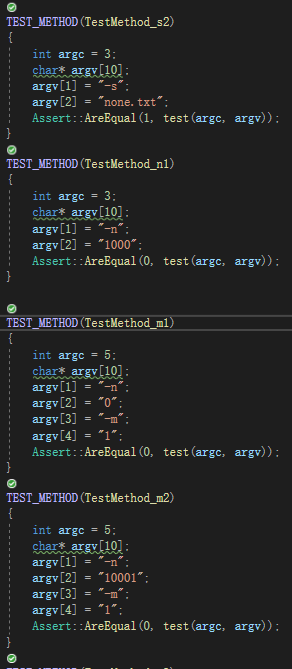 TEST_METHOD(TestMethod_s2)
{
int argc = 3;
char* argv[10];
argv[1] = "-s";
argv[2] = "none.txt";
Assert::AreEqual(1, test(argc, argv));
}
TEST_METHOD(TestMethod_n1)
{
int argc = 3;
char* argv[10];
argv[1] = "-n";
argv[2] = "1000";
Assert::AreEqual(0, test(argc, argv));
}
TEST_METHOD(TestMethod_m1)
{
int argc = 5;
char* argv[10];
argv[1] = "-n";
argv[2] = "0";
argv[3] = "-m";
argv[4] = "1";
Assert::AreEqual(0, test(argc, argv));
}
TEST_METHOD(TestMethod_m2)
{
int argc = 5;
char* argv[10];
argv[1] = "-n";
argv[2] = "10001";
argv[3] = "-m";
argv[4] = "1";
Assert::AreEqual(0, test(argc, argv));
}